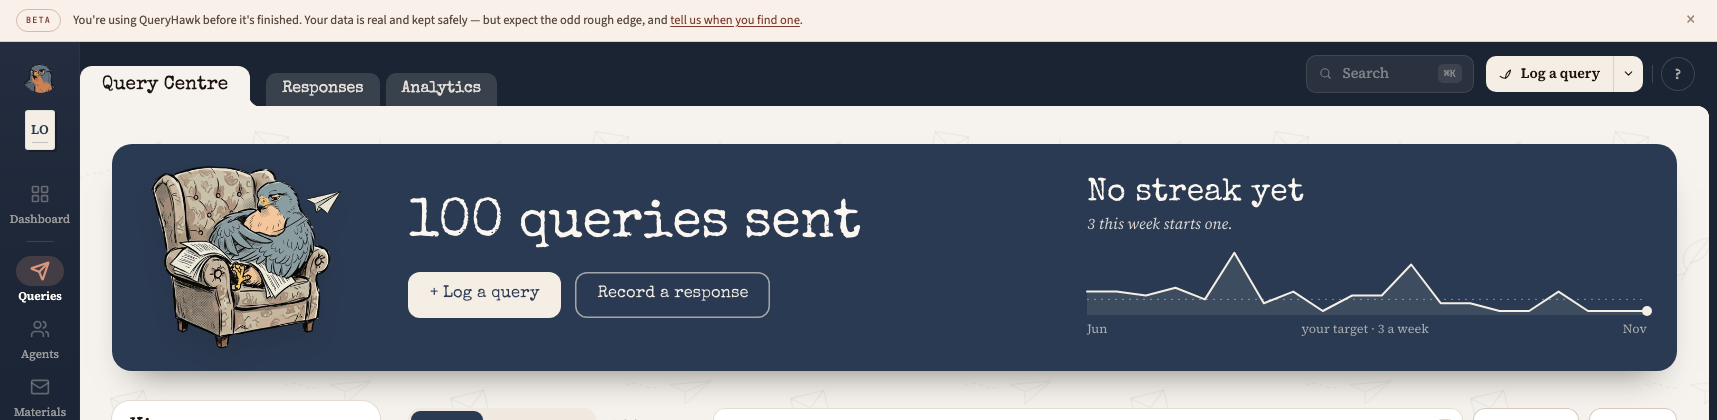 BETA
You're using QueryHawk before it's finished. Your data is real and kept safely — but expect the odd rough edge, and tell us when you find one.
×
Query Centre
Responses
Analytics
Search
⌘K
Log a query
?
LO
Dashboard
Queries
Agents
Materials
100 queries sent
+ Log a query
Record a response
No streak yet
3 this week starts one.
Jun
your target · 3 a week
Nov